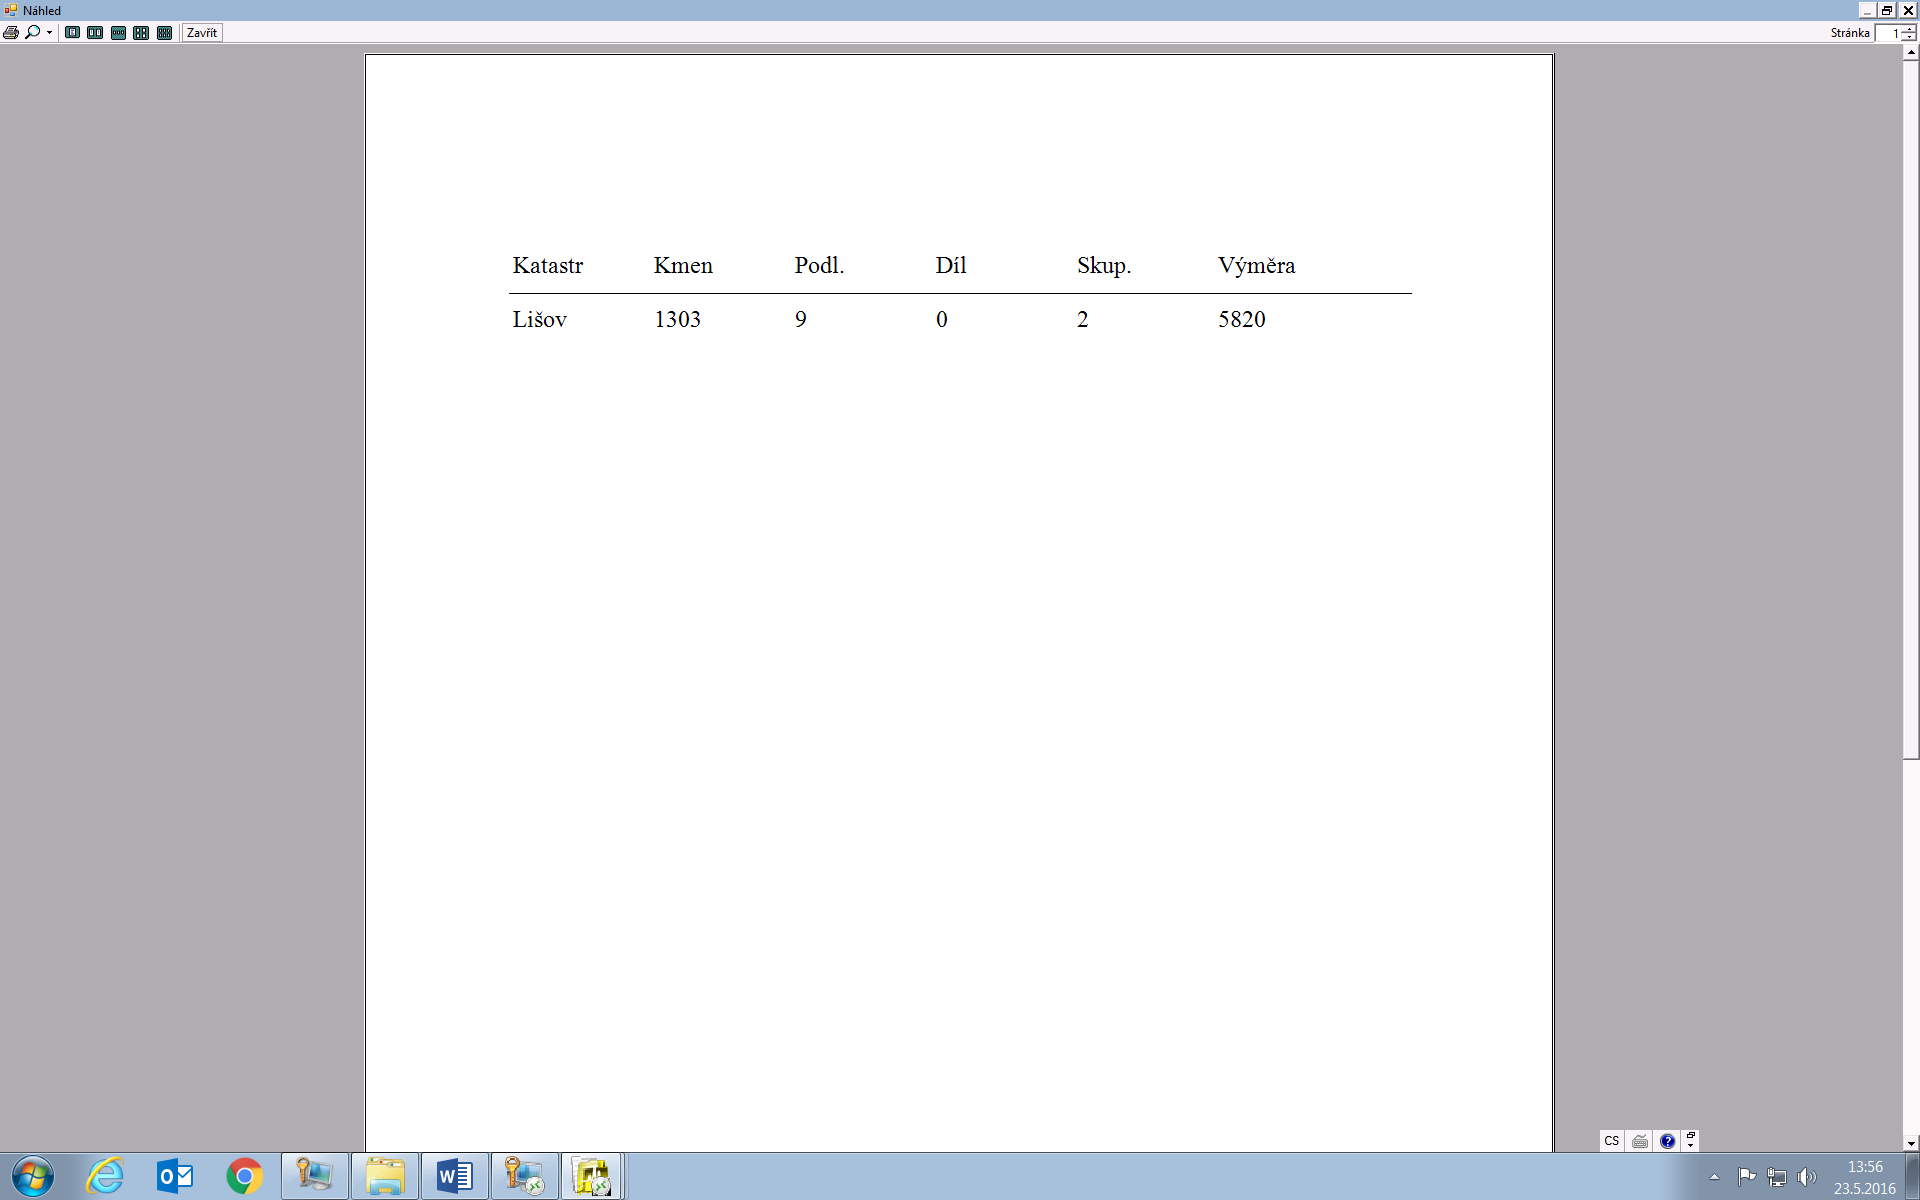 Náhled
Zavřít
Stránka 1
Katastr Kmen Podl. Díl Skup. Výměra
Lišov 1303 9 0 2 5820
CS
13:56
23.5.2016